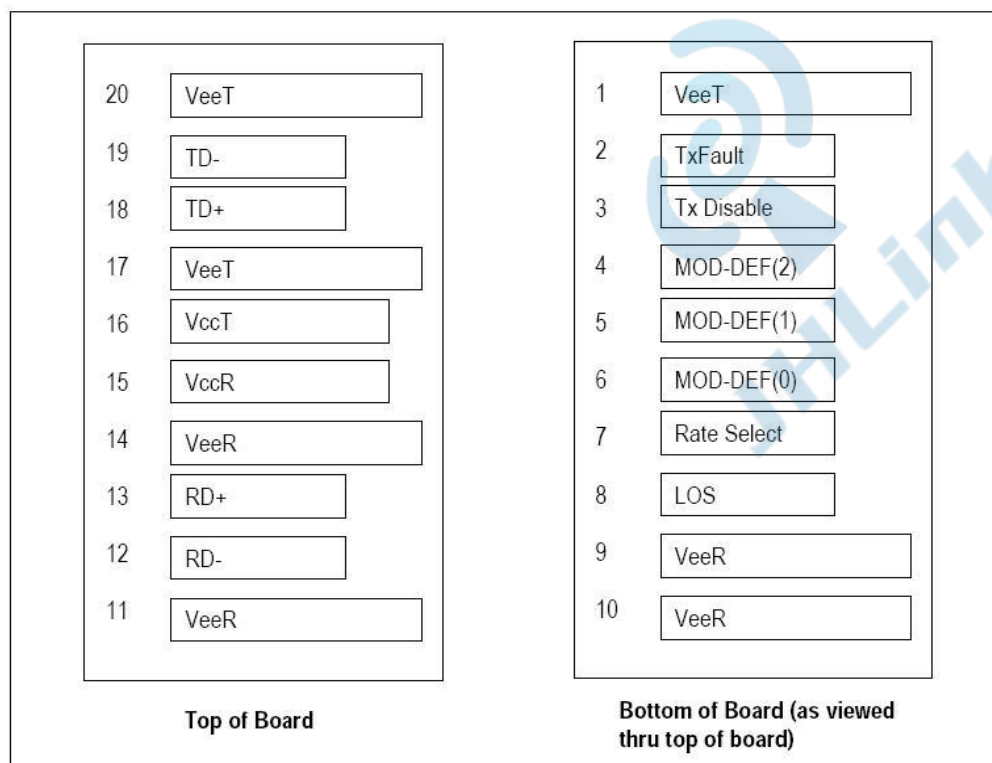 20 VeeT
19 TD-
18 TD+
17 VeeT
16 VccT
15 VccR
14 VeeR
13 RD+
12 RD-
11 VeeR
Top of Board
1 VeeT
2 TxFault
3 Tx Disable
4 MOD-DEF(2)
5 MOD-DEF(1)
6 MOD-DEF(0)
7 Rate Select
8 LOS
9 VeeR
10 VeeR
Bottom of Board (as viewed
thru top of board)
JHLink